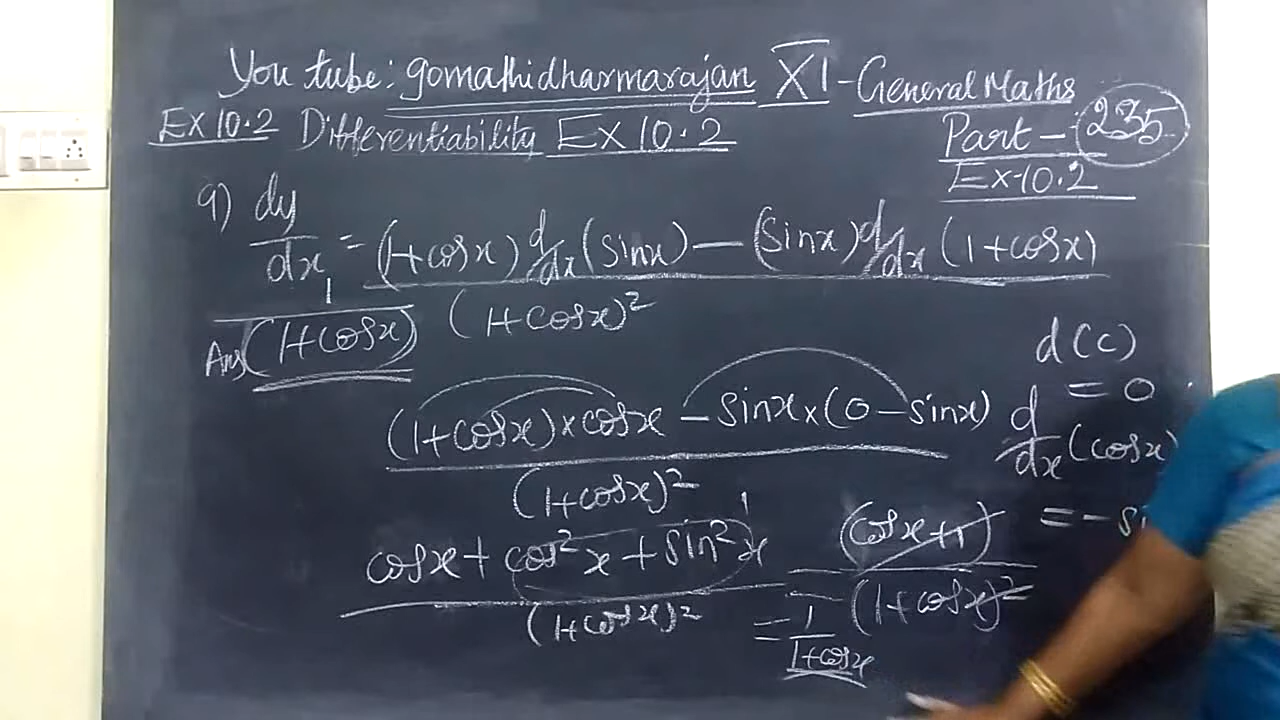 You tube: gomathidharmarajan XI - General Maths
Ex 10.2 Differentiability Ex 10.2
Part - 235
Ex-10.2
9) dy/dx = (1+cosx) d/dx (sinx) - (sinx) d/dx (1+cosx)
(1+cosx)²
Ans 1/(1+cosx)
d(c)
= 0
(1+cosx) × cosx - sinx × (0 - sinx)
(1+cosx)²
d/dx (cosx)
= - si
cosx + cos²x + sin²x 1
(1+cosx)²
(cosx+1)
(1+cosx)²
= 1/1+cosx